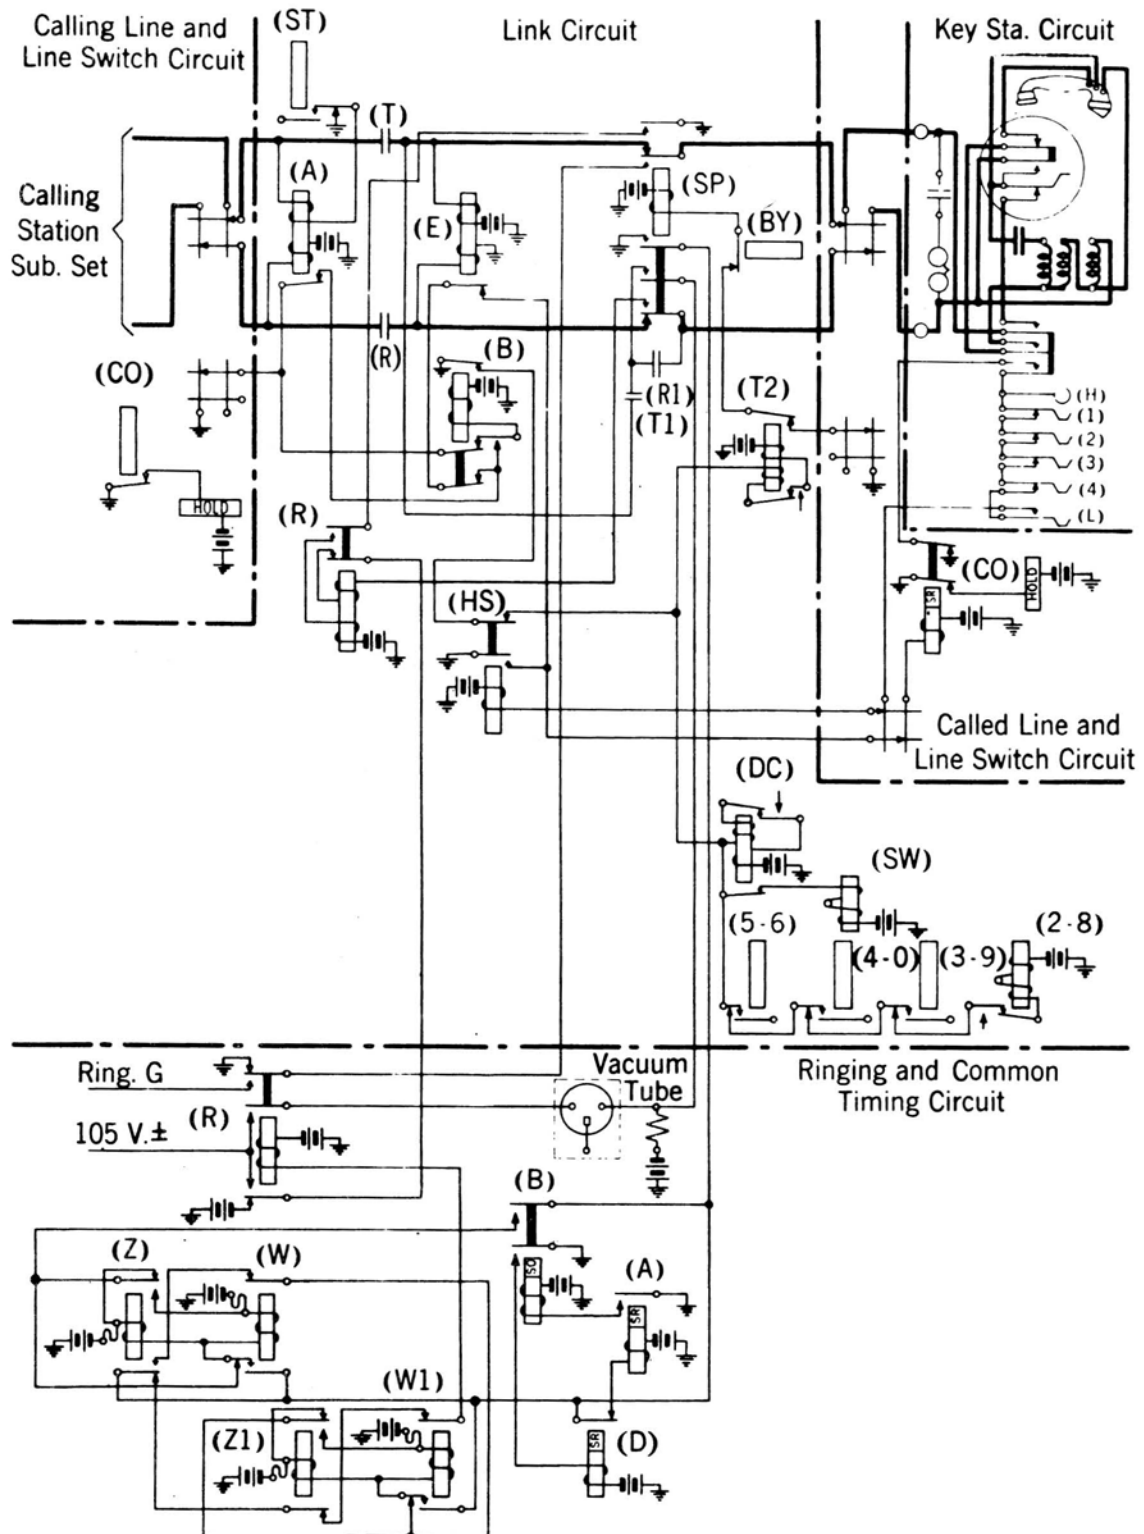 Calling Line and
Line Switch Circuit
(ST)
Link Circuit
Key Sta. Circuit
(T)
(A)
(SP)
(E)
(BY)
Calling
Station
Sub. Set
(R)
(B)
(R1)
(T1)
(T2)
(CO)
HOLD
(H)
(1)
(2)
(3)
(4)
(L)
(R)
(HS)
(CO)
SR
HOLD
Called Line and
Line Switch Circuit
(DC)
(SW)
(5-6)
(4-0)
(3-9)
(2-8)
Ring. G
Vacuum
Tube
Ringing and Common
Timing Circuit
(R)
105 V.±
(B)
(Z)
(W)
SO
(A)
SR
(W1)
(Z1)
SR
(D)